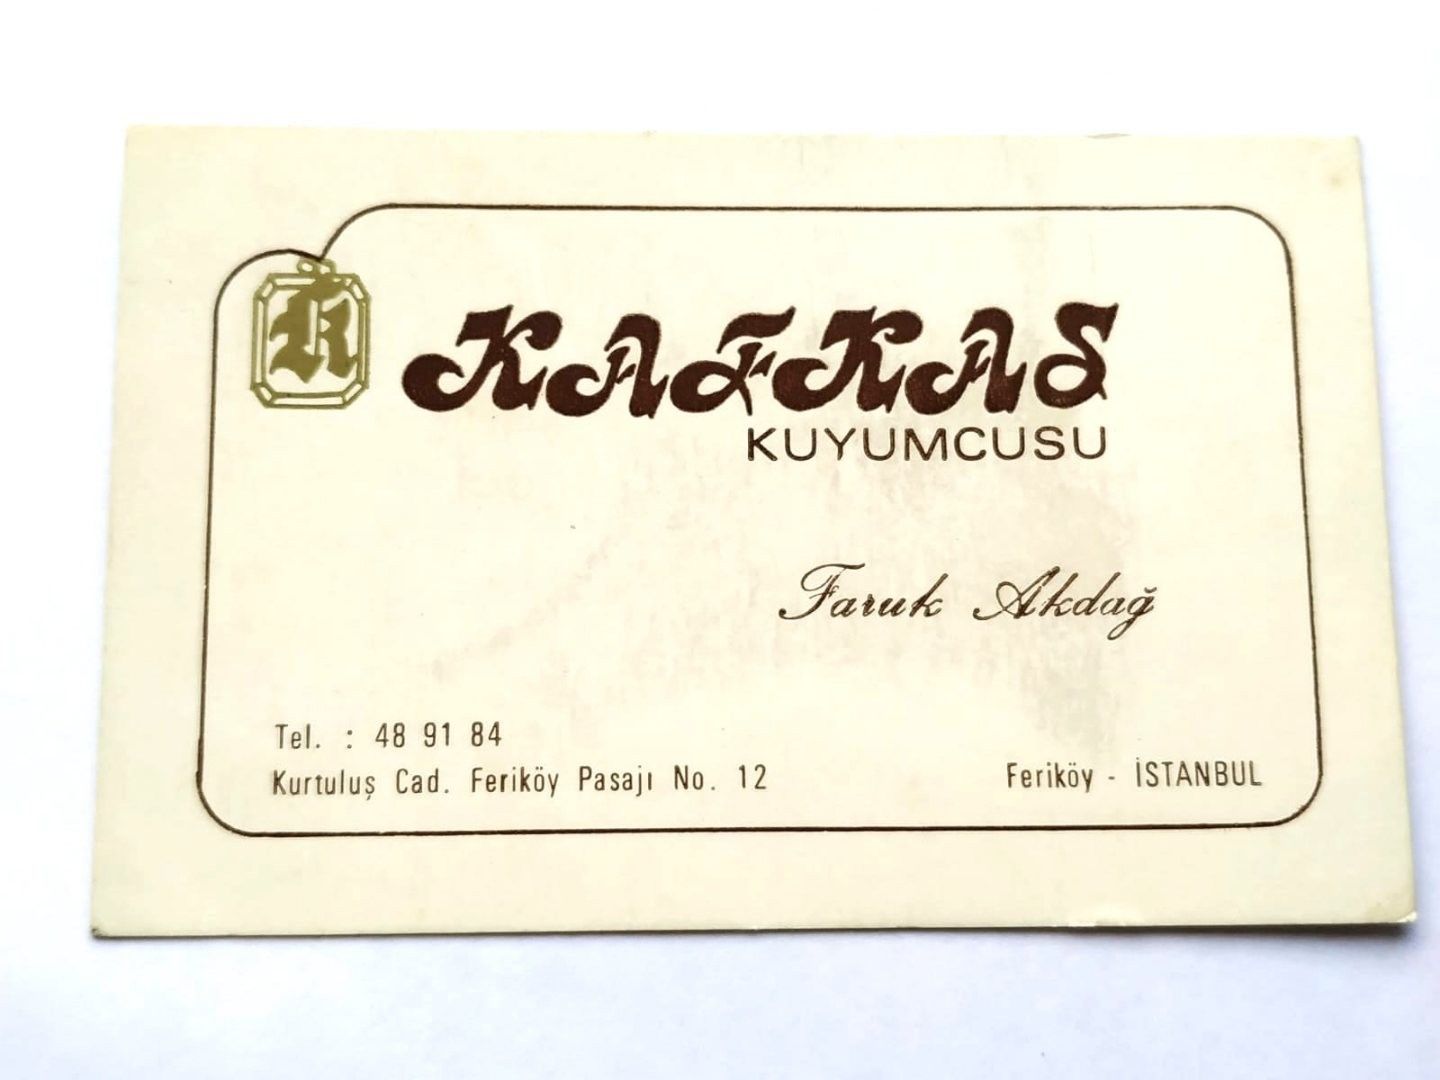 K
KAFKAS
KUYUMCUSU
Faruk Akdağ
Tel. : 48 91 84
Kurtuluş Cad. Feriköy Pasajı No. 12
Feriköy - İSTANBUL